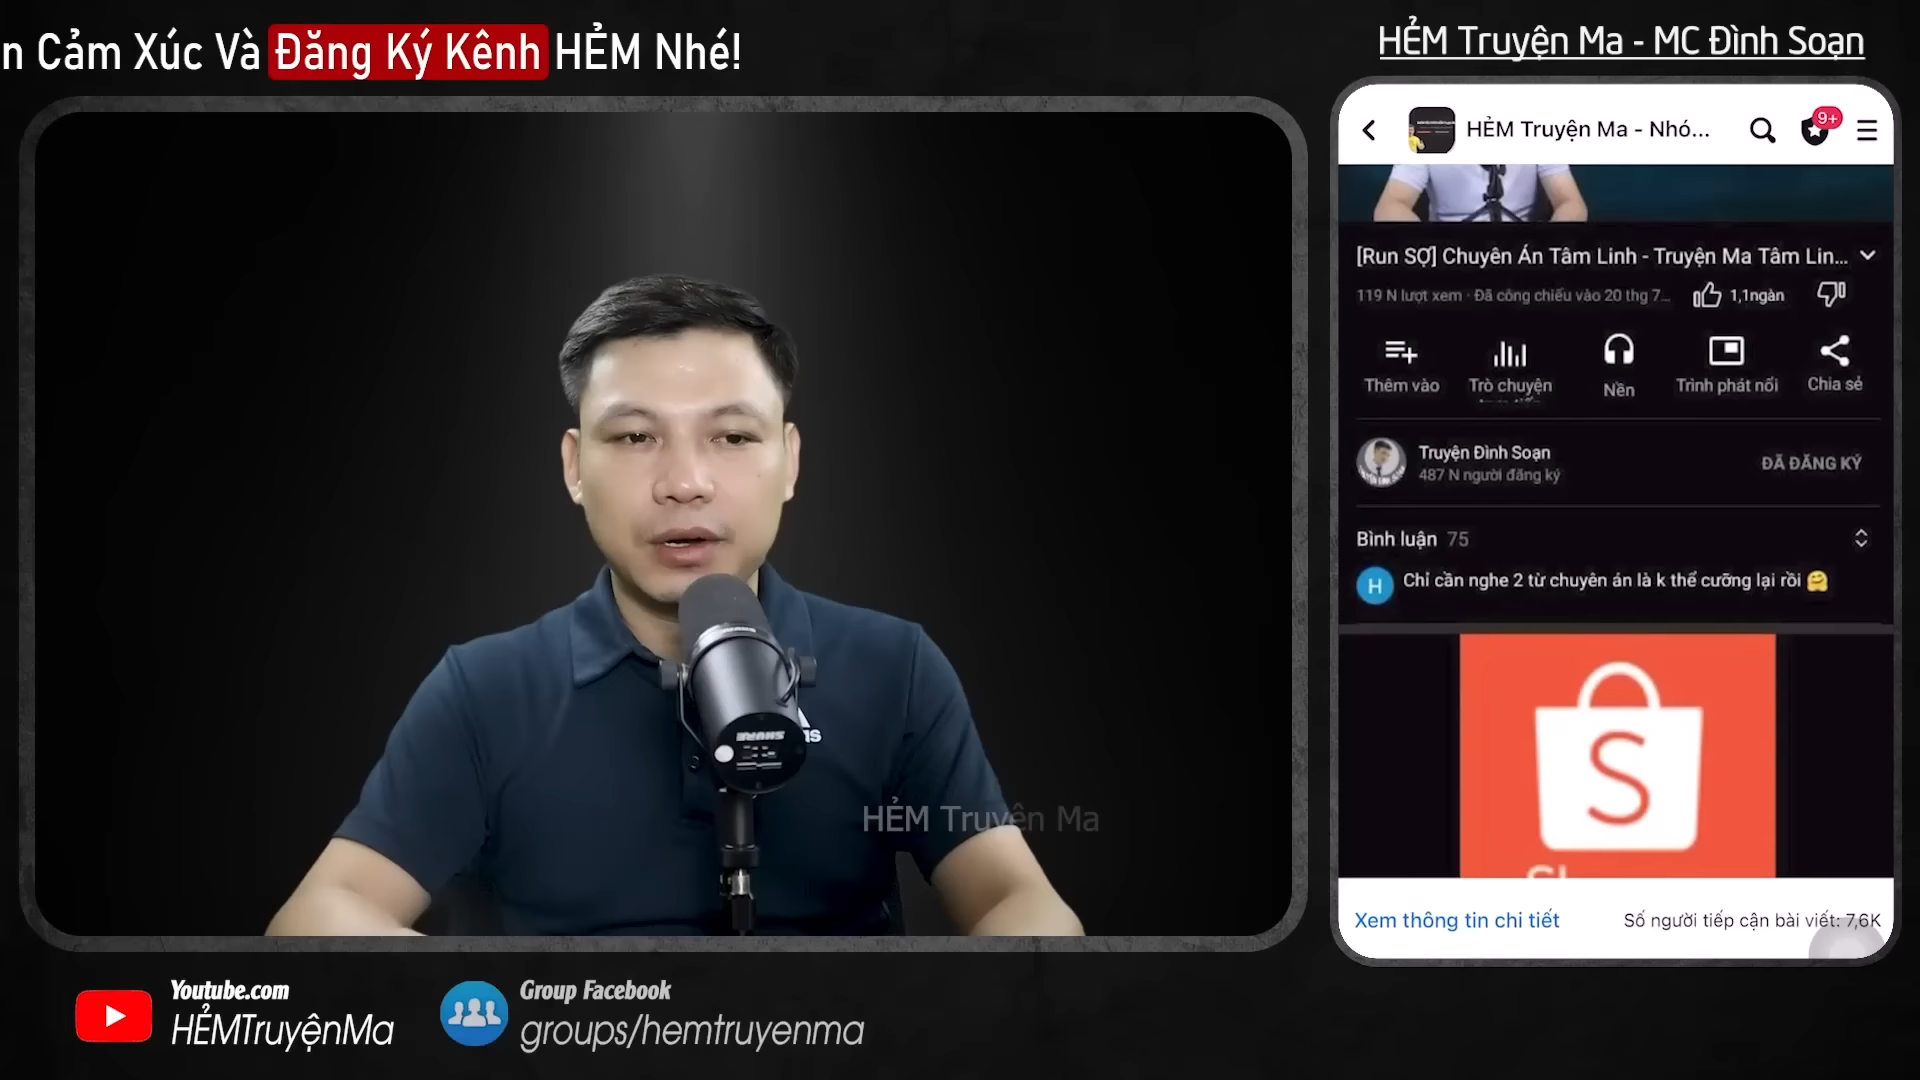 n Cảm Xúc Và Đăng Ký Kênh HẺM Nhé!
HẺM Truyện Ma - MC Đình Soạn
HẺM Truyện Ma - Nhó...
9+
[Run SỢ] Chuyên Án Tâm Linh - Truyện Ma Tâm Lin...
119 N lượt xem · Đã công chiếu vào 20 thg 7...
1,1ngàn
Thêm vào
Trò chuyện
Nền
Trình phát nổi
Chia sẻ
Truyện Đình Soạn
487 N người đăng ký
ĐÃ ĐĂNG KÝ
Bình luận 75
H
Chỉ cần nghe 2 từ chuyên án là k thể cưỡng lại rồi 🤗
S
Xem thông tin chi tiết
Số người tiếp cận bài viết: 7,6K
SHURE
HẺM Truyện Ma
Youtube.com
HẺMTruyệnMa
Group Facebook
groups/hemtruyenma